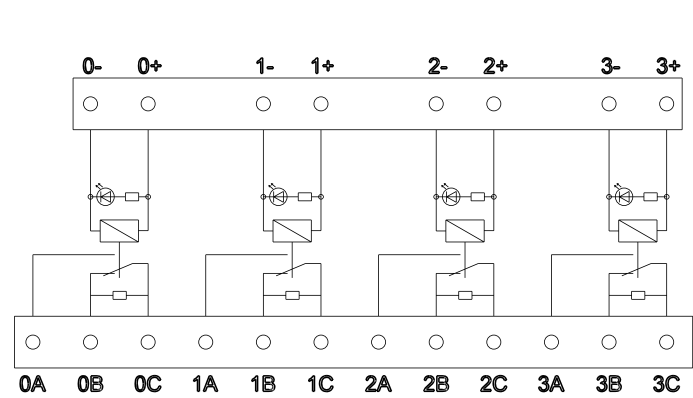 0- 0+ 1- 1+ 2- 2+ 3- 3+
0A 0B 0C 1A 1B 1C 2A 2B 2C 3A 3B 3C